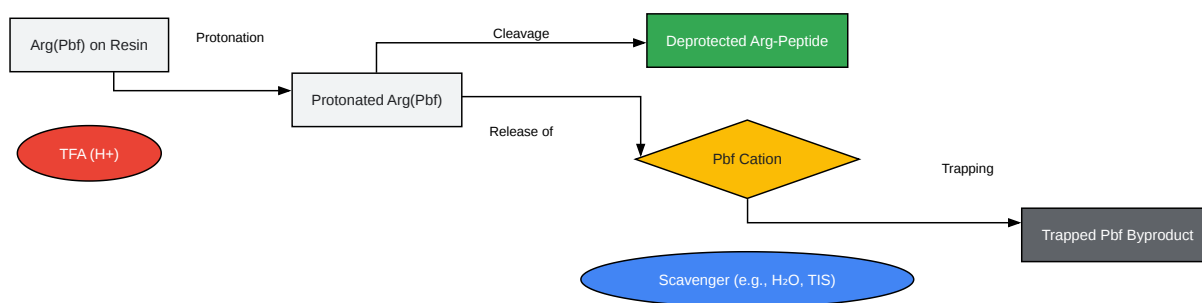 Arg(Pbf) on Resin
Protonation
Cleavage
Deprotected Arg-Peptide
Protonated Arg(Pbf)
TFA (H+)
Release of
Pbf Cation
Trapping
Trapped Pbf Byproduct
Scavenger (e.g., H₂O, TIS)